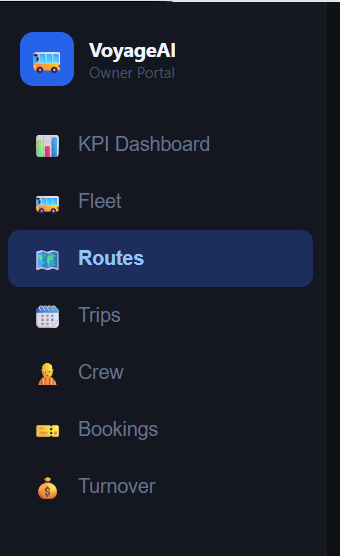 VoyageAI
Owner Portal
KPI Dashboard
Fleet
Routes
Trips
Crew
Bookings
Turnover